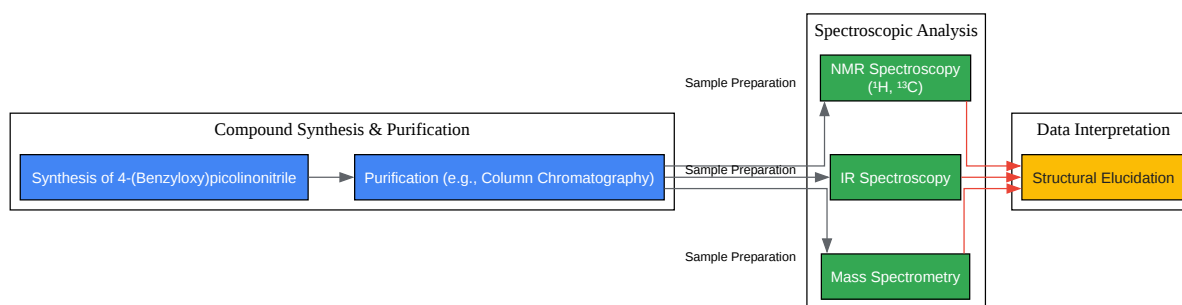 Spectroscopic Analysis
NMR Spectroscopy
(¹H, ¹³C)
Sample Preparation
Compound Synthesis & Purification
Data Interpretation
Synthesis of 4-(Benzyloxy)picolinonitrile
Purification (e.g., Column Chromatography)
Sample Preparation
IR Spectroscopy
Structural Elucidation
Sample Preparation
Mass Spectrometry